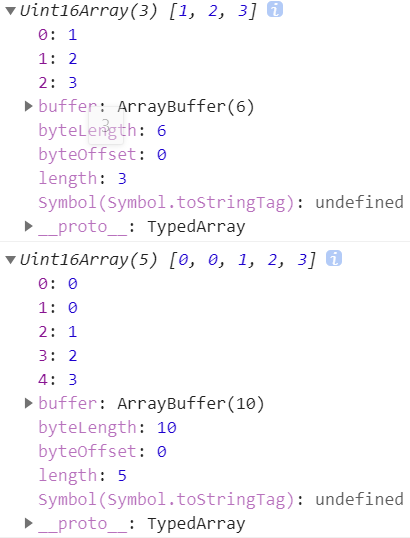 ▼Uint16Array(3) [1, 2, 3] i
0: 1
1: 2
2: 3
▶buffer: ArrayBuffer(6)
3
byteLength: 6
byteOffset: 0
length: 3
Symbol(Symbol.toStringTag): undefined
▶__proto__: TypedArray
▼Uint16Array(5) [0, 0, 1, 2, 3] i
0: 0
1: 0
2: 1
3: 2
4: 3
▶buffer: ArrayBuffer(10)
byteLength: 10
byteOffset: 0
length: 5
Symbol(Symbol.toStringTag): undefined
▶__proto__: TypedArray